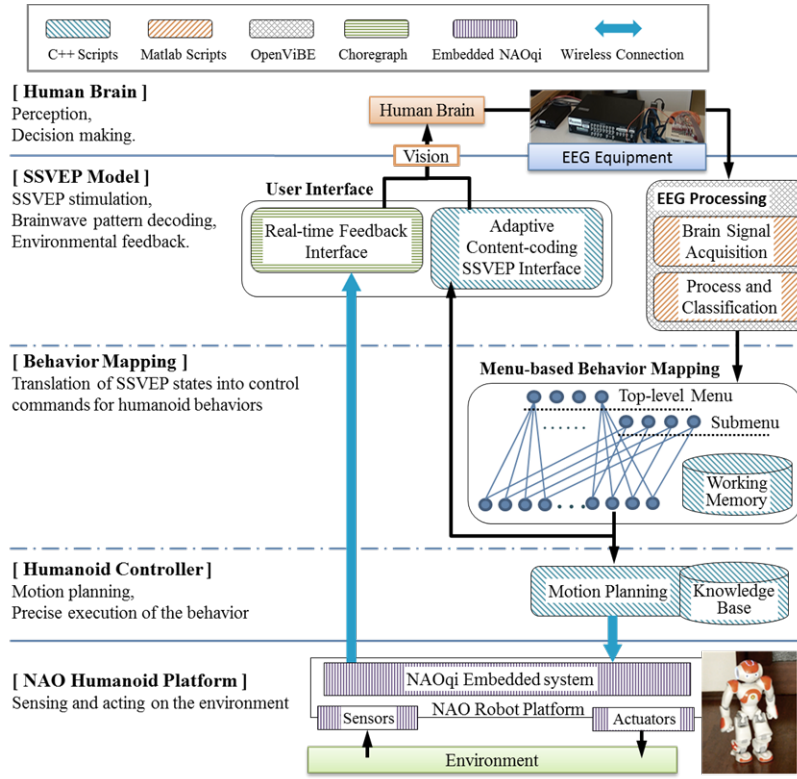 C++ Scripts
Matlab Scripts
OpenViBE
Choregraph
Embedded NAOqi
Wireless Connection
[ Human Brain ]
Perception,
Decision making.
Human Brain
Vision
EEG Equipment
[ SSVEP Model ]
SSVEP stimulation,
Brainwave pattern decoding,
Environmental feedback.
User Interface
Real-time Feedback
Interface
Adaptive
Content-coding
SSVEP Interface
EEG Processing
Brain Signal
Acquisition
Process and
Classification
[ Behavior Mapping ]
Translation of SSVEP states into control
commands for humanoid behaviors
Menu-based Behavior Mapping
Top-level Menu
Submenu
Working
Memory
[ Humanoid Controller ]
Motion planning,
Precise execution of the behavior
Motion Planning
Knowledge
Base
[ NAO Humanoid Platform ]
Sensing and acting on the environment
NAOqi Embedded system
Sensors
NAO Robot Platform
Actuators
Environment